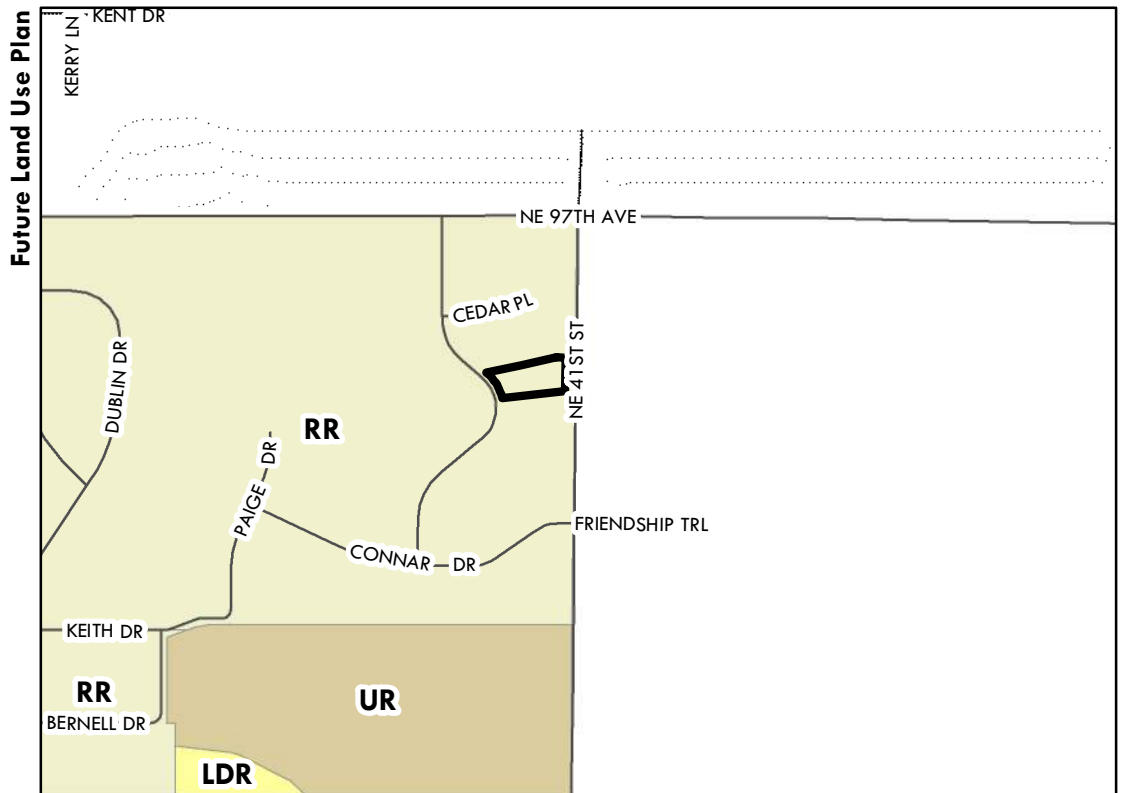 Future Land Use Plan
KERRY LN
KENT DR
NE 97TH AVE
CEDAR PL
NE 41ST ST
DUBLIN DR
RR
PAIGE DR
FRIENDSHIP TRL
CONNAR DR
KEITH DR
RR
UR
BERNELL DR
LDR